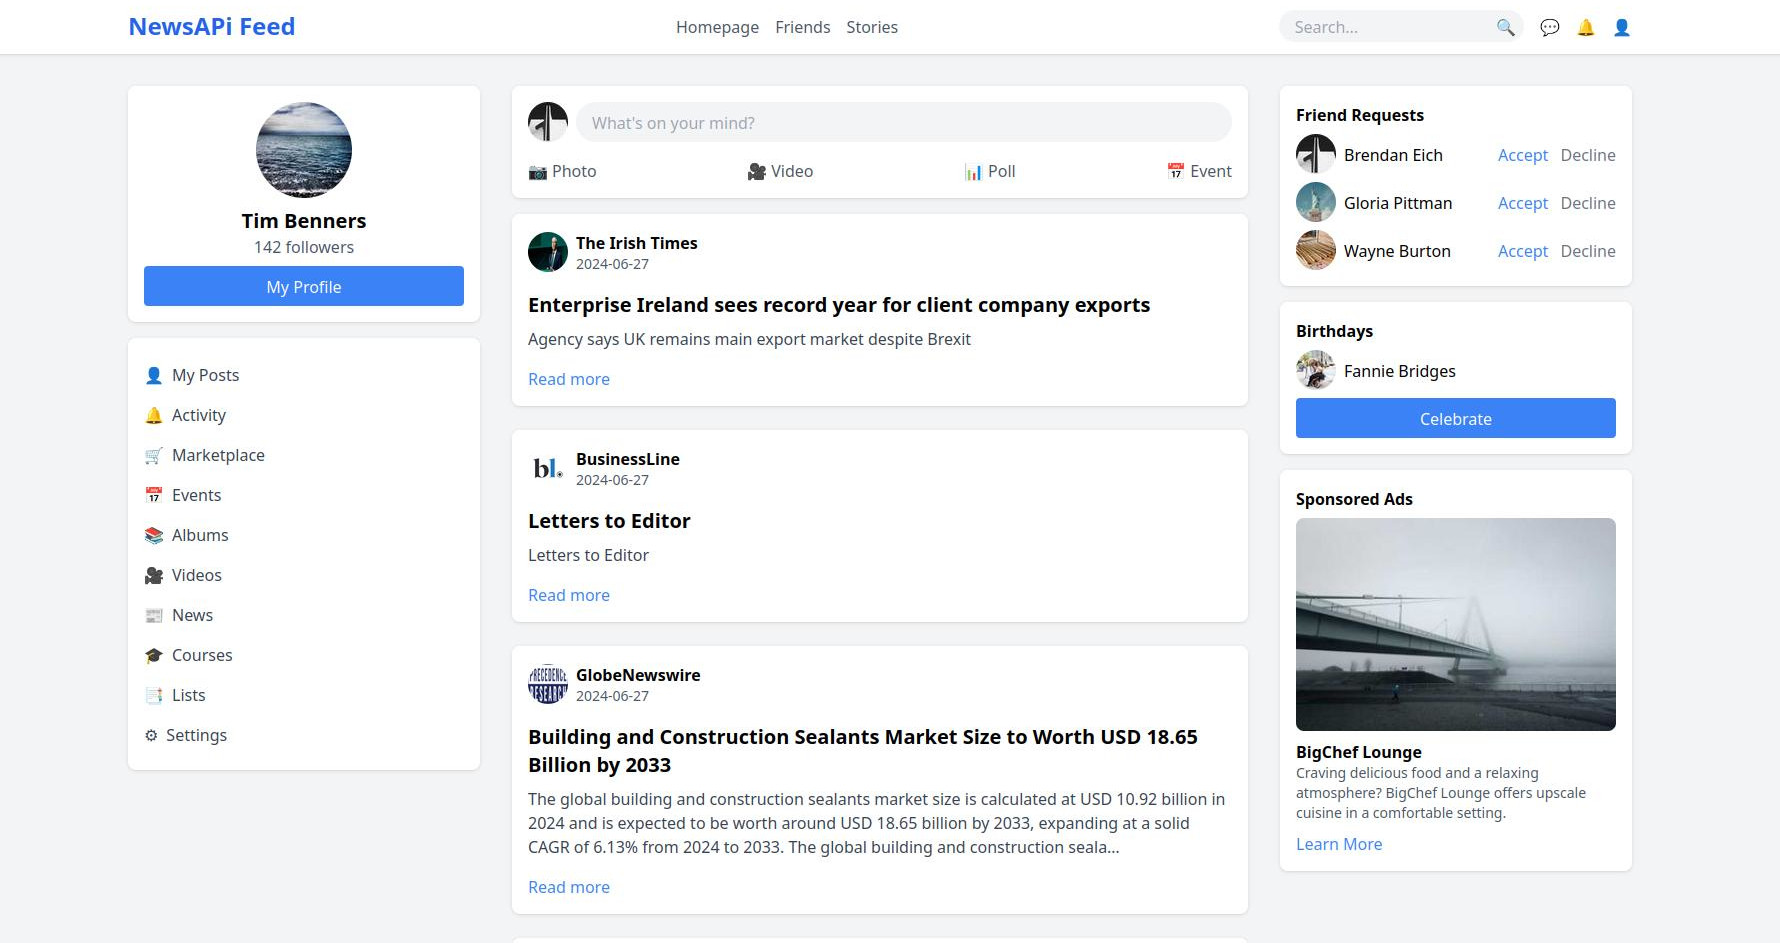 NewsAPi Feed
Homepage Friends Stories
Search...
Tim Benners
142 followers
My Profile
My Posts
Activity
Marketplace
Events
Albums
Videos
News
Courses
Lists
Settings
What's on your mind?
Photo Video Poll Event
The Irish Times
2024-06-27
Enterprise Ireland sees record year for client company exports
Agency says UK remains main export market despite Brexit
Read more
bl.
BusinessLine
2024-06-27
Letters to Editor
Letters to Editor
Read more
PRECEDENCE
RESEARCH
GlobeNewswire
2024-06-27
Building and Construction Sealants Market Size to Worth USD 18.65
Billion by 2033
The global building and construction sealants market size is calculated at USD 10.92 billion in
2024 and is expected to be worth around USD 18.65 billion by 2033, expanding at a solid
CAGR of 6.13% from 2024 to 2033. The global building and construction seala...
Read more
Friend Requests
Brendan Eich Accept Decline
Gloria Pittman Accept Decline
Wayne Burton Accept Decline
Birthdays
Fannie Bridges
Celebrate
Sponsored Ads
BigChef Lounge
Craving delicious food and a relaxing
atmosphere? BigChef Lounge offers upscale
cuisine in a comfortable setting.
Learn More